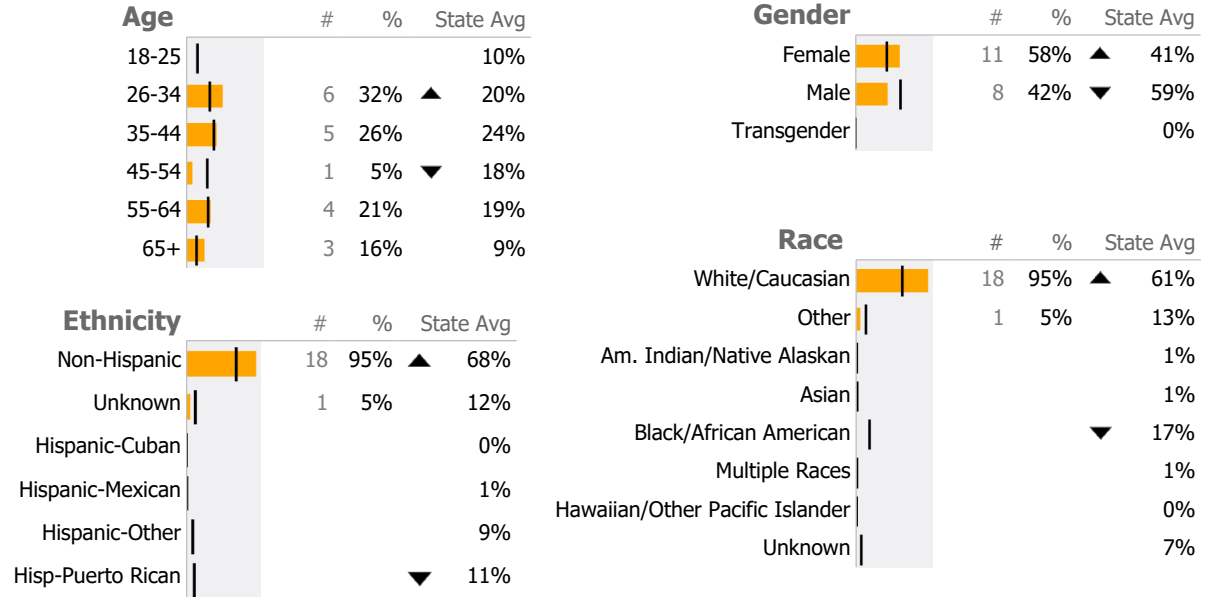 Age # % State Avg
18-25 10%
26-34 6 32% ▲ 20%
35-44 5 26% 24%
45-54 1 5% ▼ 18%
55-64 4 21% 19%
65+ 3 16% 9%
Ethnicity # % State Avg
Non-Hispanic 18 95% ▲ 68%
Unknown 1 5% 12%
Hispanic-Cuban 0%
Hispanic-Mexican 1%
Hispanic-Other 9%
Hisp-Puerto Rican ▼ 11%
Gender # % State Avg
Female 11 58% ▲ 41%
Male 8 42% ▼ 59%
Transgender 0%
Race # % State Avg
White/Caucasian 18 95% ▲ 61%
Other 1 5% 13%
Am. Indian/Native Alaskan 1%
Asian 1%
Black/African American ▼ 17%
Multiple Races 1%
Hawaiian/Other Pacific Islander 0%
Unknown 7%